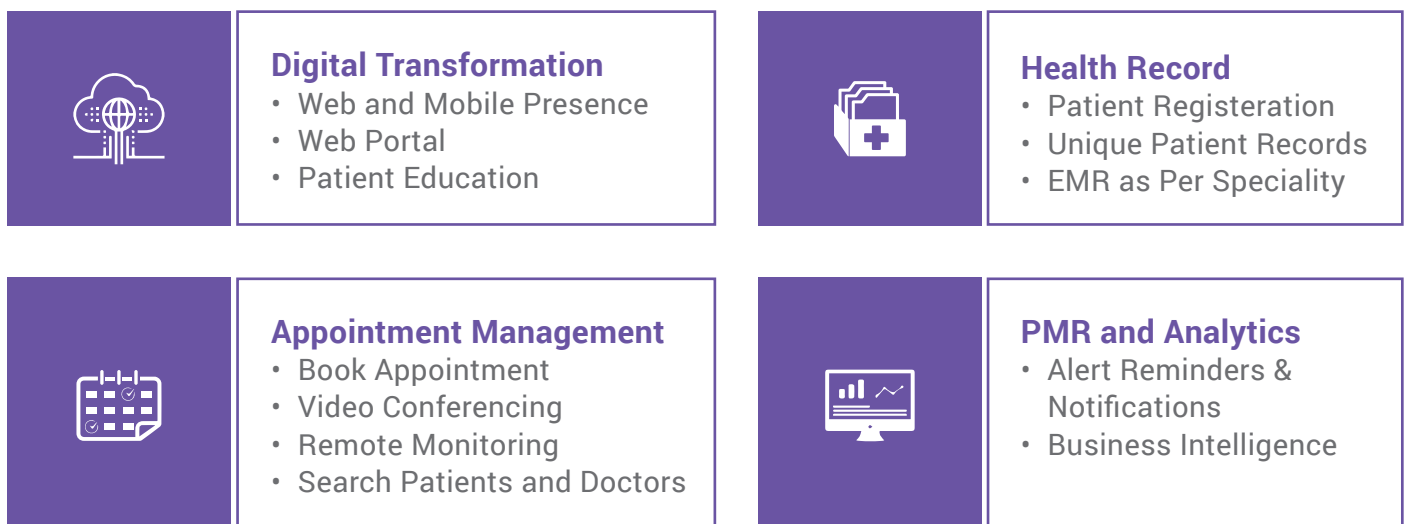 Digital Transformation
• Web and Mobile Presence
• Web Portal
• Patient Education
Health Record
• Patient Registeration
• Unique Patient Records
• EMR as Per Speciality
Appointment Management
• Book Appointment
• Video Conferencing
• Remote Monitoring
• Search Patients and Doctors
PMR and Analytics
• Alert Reminders &
Notifications
• Business Intelligence